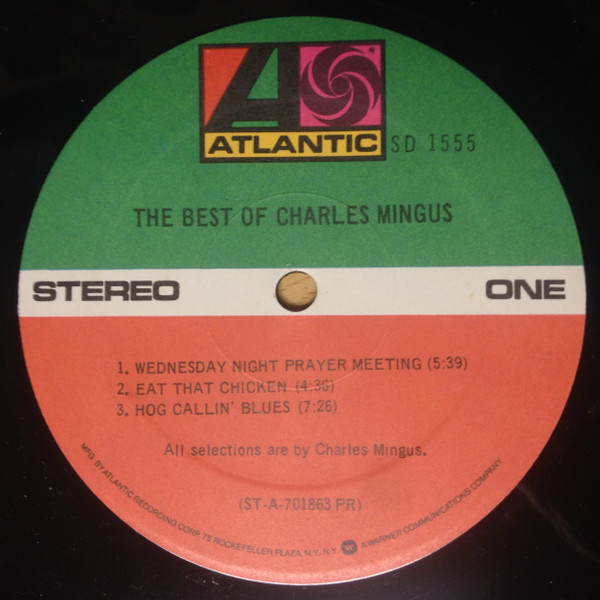 ATLANTIC
SD 1555
THE BEST OF CHARLES MINGUS
STEREO
ONE
1. WEDNESDAY NIGHT PRAYER MEETING (5:39)
2. EAT THAT CHICKEN (4:36)
3. HOG CALLIN' BLUES (7:26)
All selections are by Charles Mingus.
(ST-A-701863 PR)
MFG. BY ATLANTIC RECORDING CORP. 75 ROCKEFELLER PLAZA, N.Y., N.Y. A WARNER COMMUNICATIONS COMPANY